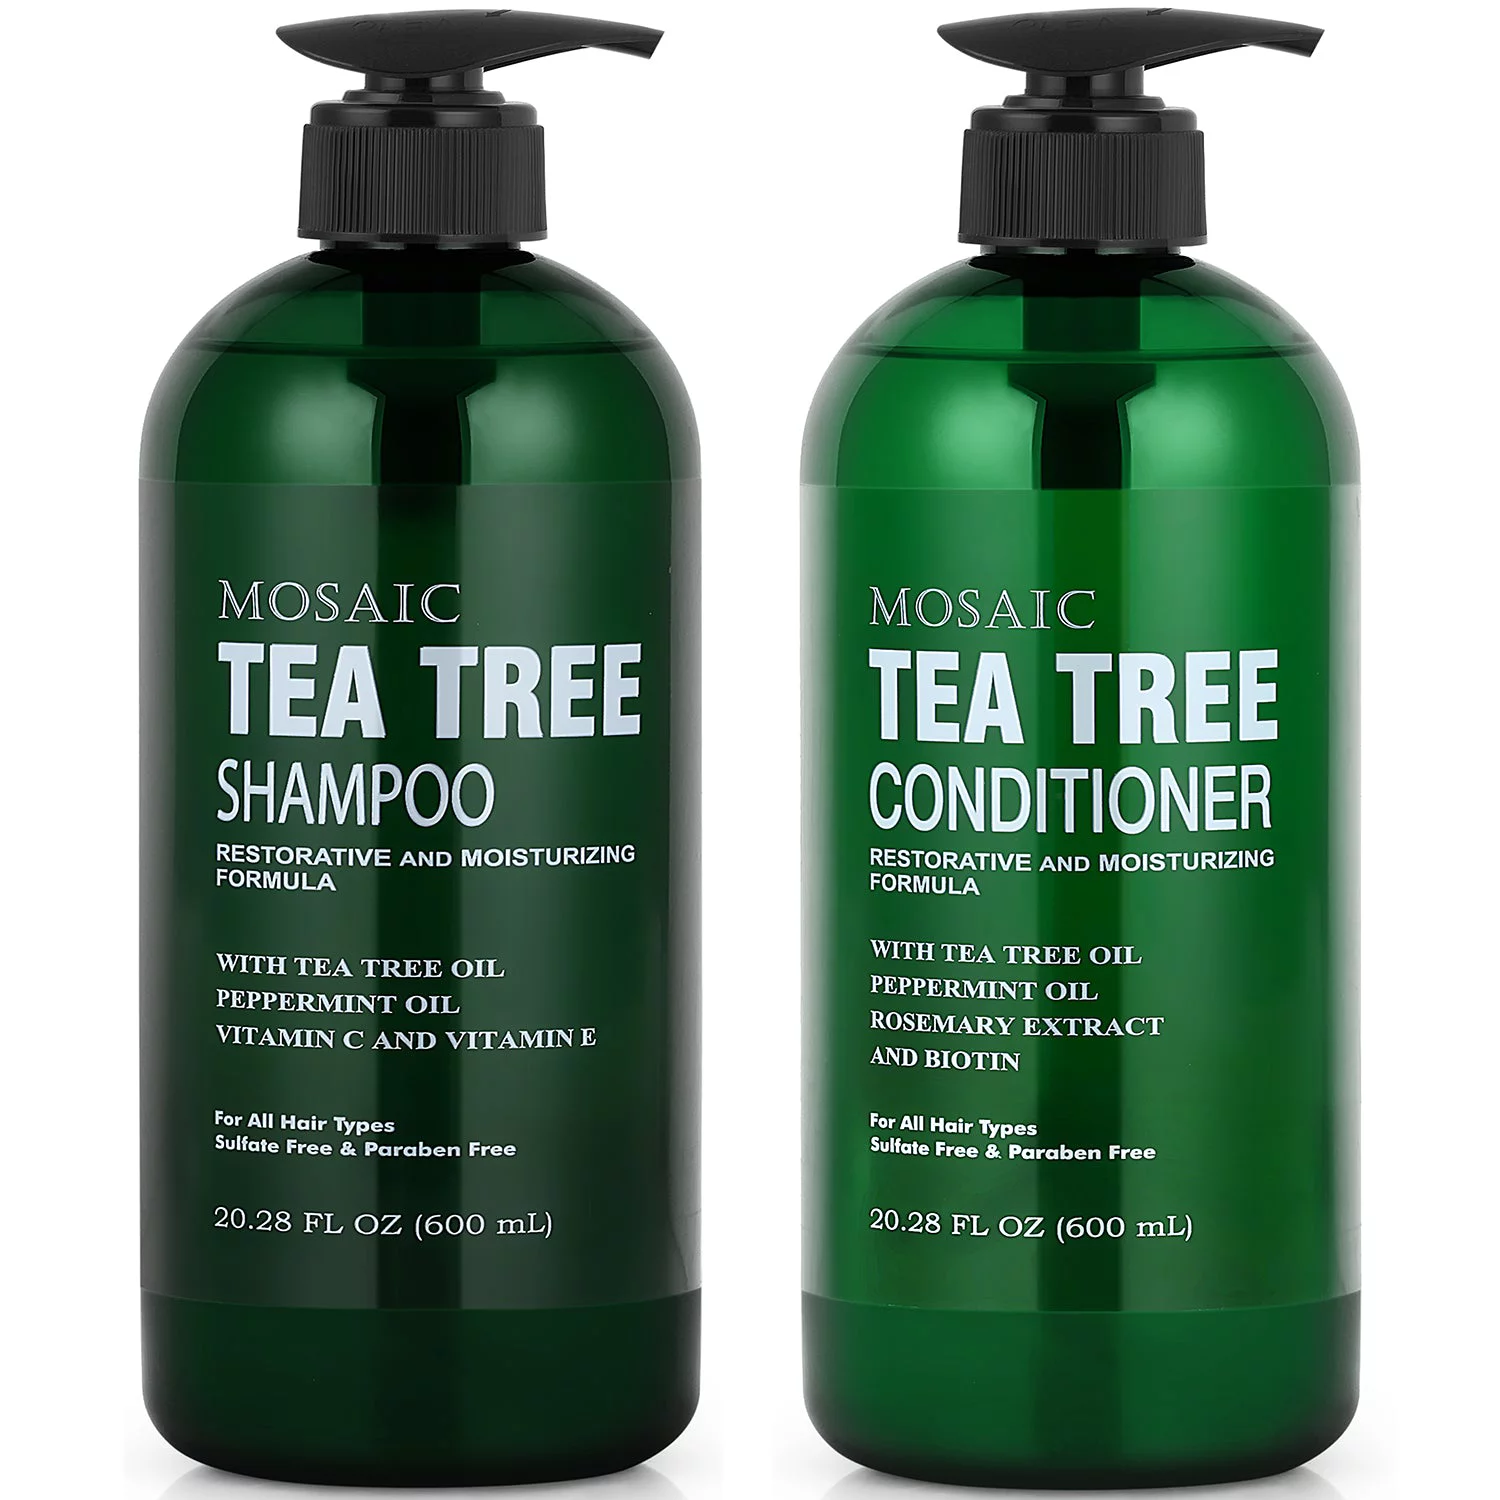 MOSAIC
TEA TREE
SHAMPOO
RESTORATIVE AND MOISTURIZING
FORMULA
WITH TEA TREE OIL
PEPPERMINT OIL
VITAMIN C AND VITAMIN E
For All Hair Types
Sulfate Free & Paraben Free
20.28 FL OZ (600 mL)
MOSAIC
TEA TREE
CONDITIONER
RESTORATIVE AND MOISTURIZING
FORMULA
WITH TEA TREE OIL
PEPPERMINT OIL
ROSEMARY EXTRACT
AND BIOTIN
For All Hair Types
Sulfate Free & Paraben Free
20.28 FL OZ (600 mL)